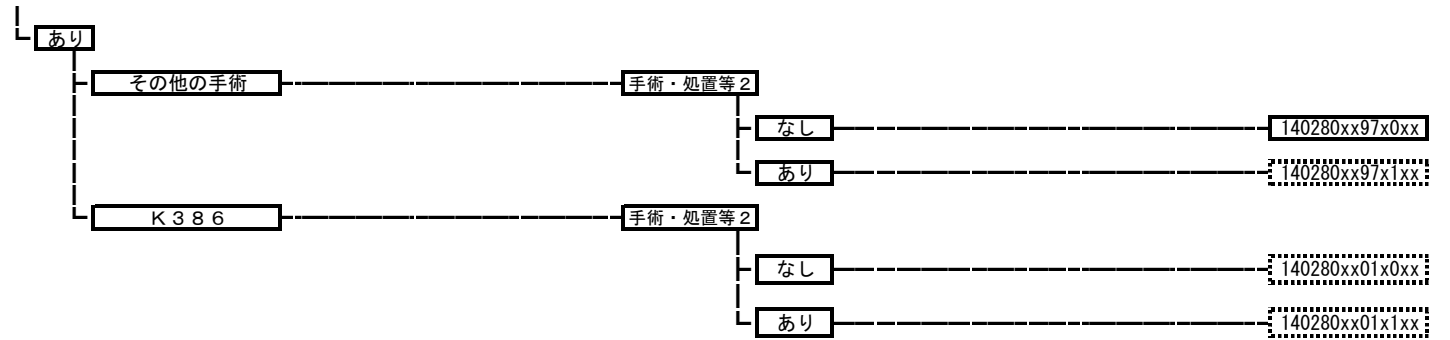 あり
その他の手術 手術・処置等２
なし 140280xx97x0xx
あり 140280xx97x1xx
Ｋ３８６ 手術・処置等２
なし 140280xx01x0xx
あり 140280xx01x1xx